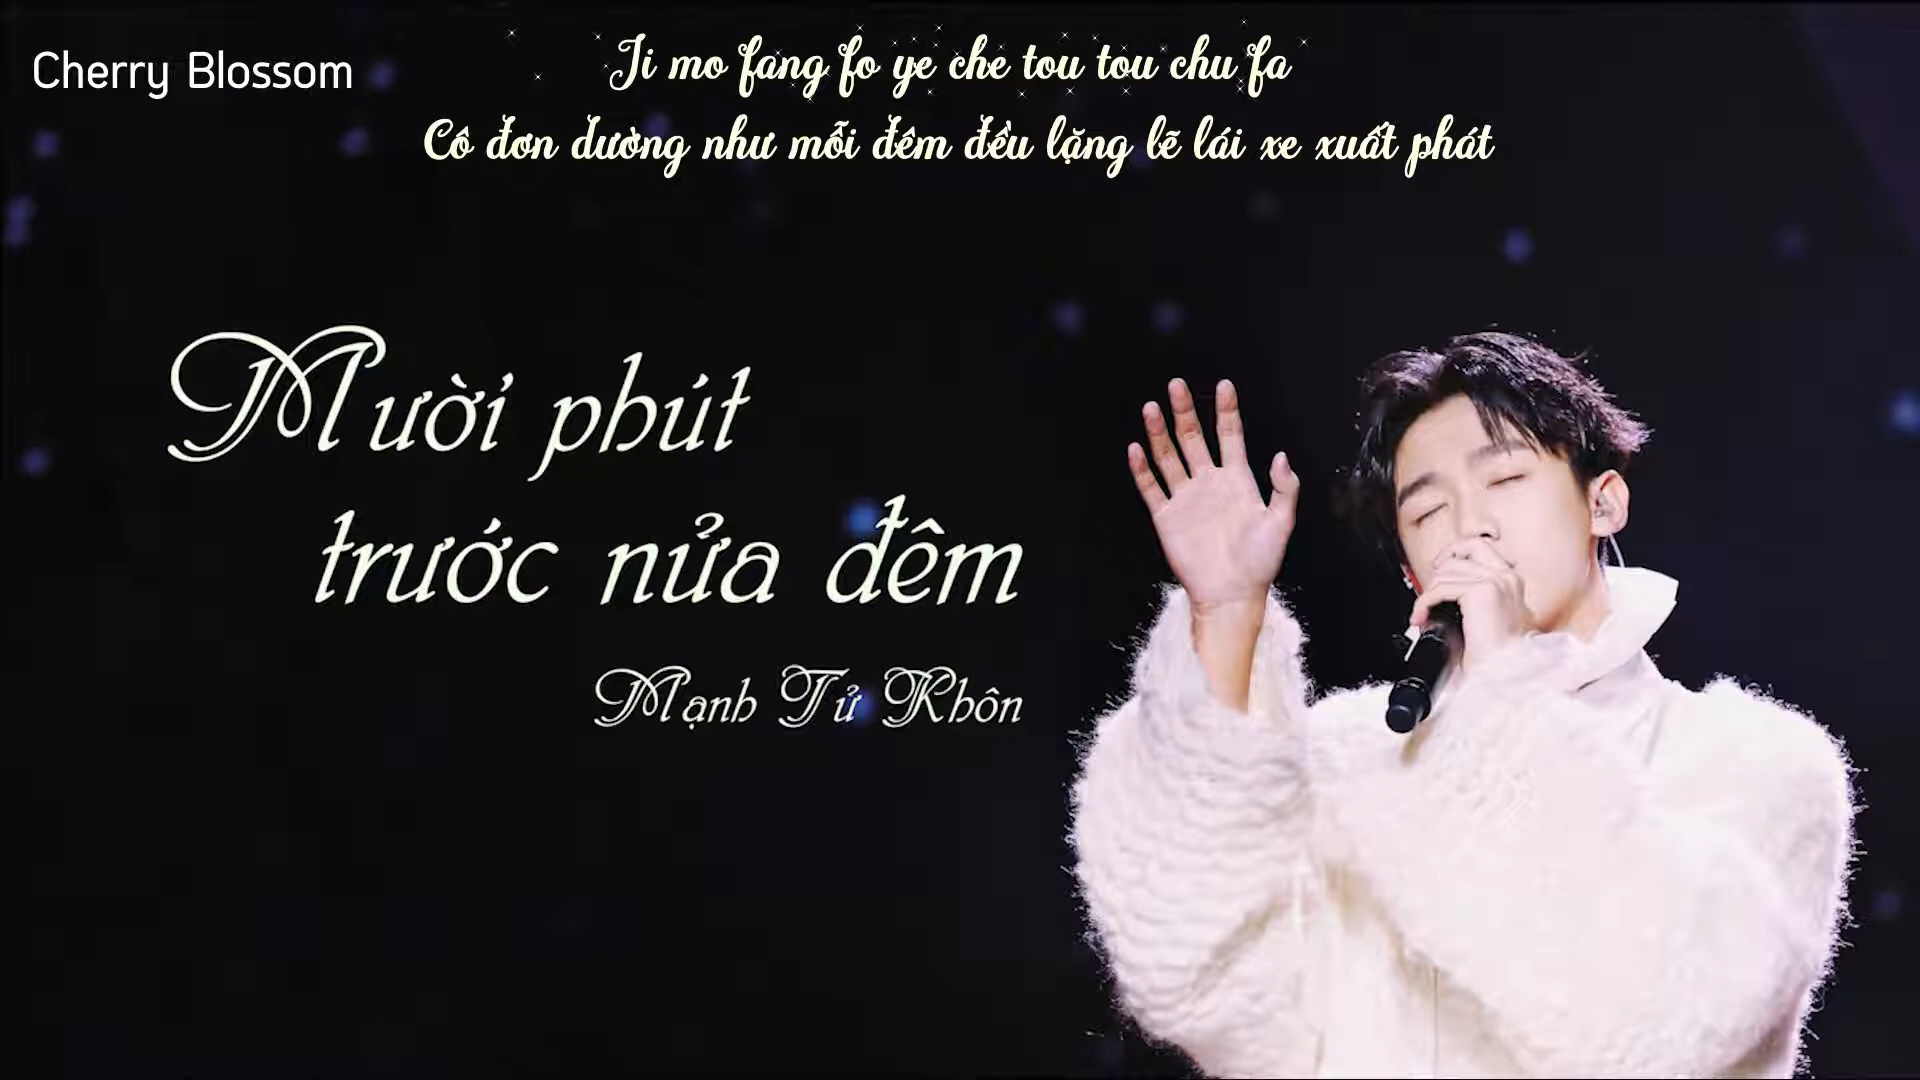 Cherry Blossom
Ji mo fang fo ye che tou tou chu fa
Cô đơn dường như mỗi đêm đều lặng lẽ lái xe xuất phát
Mười phút
trước nửa đêm
Mạnh Tử Khôn